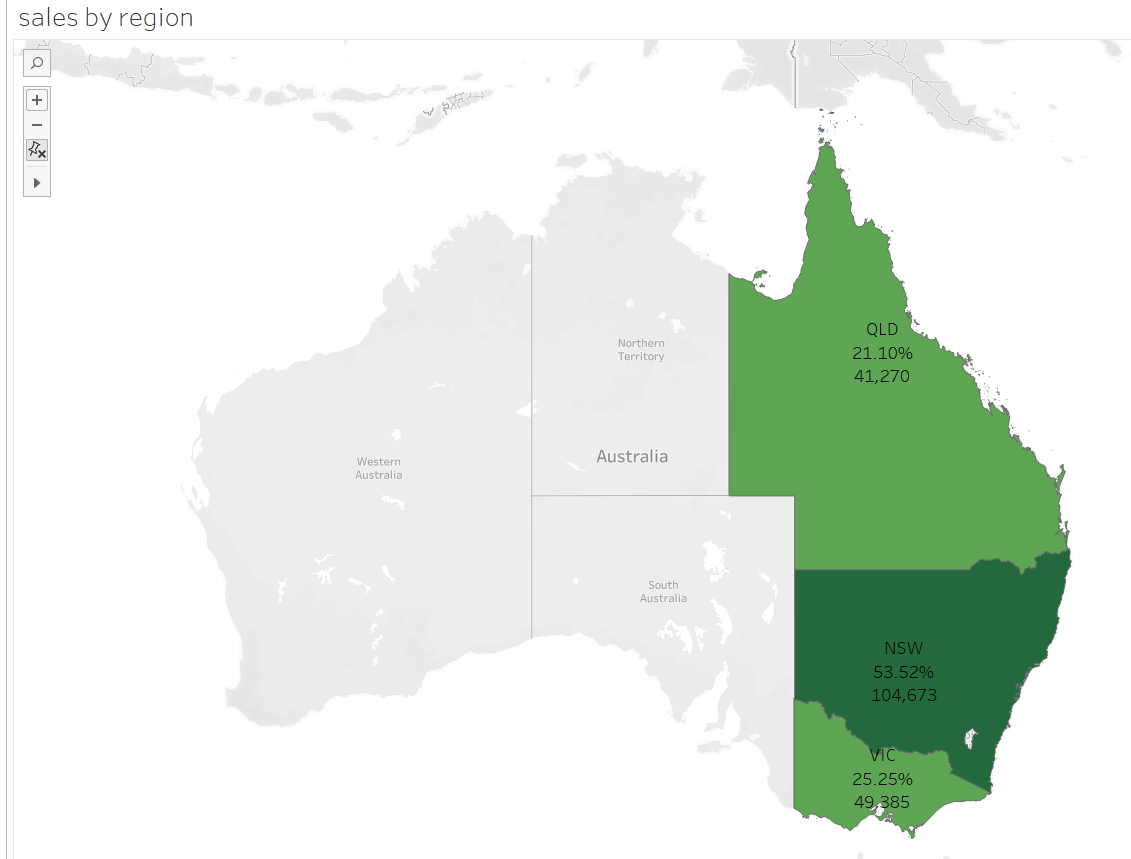 sales by region
Northern
Territory
Western
Australia
Australia
South
Australia
QLD
21.10%
41,270
NSW
53.52%
104,673
VIC
25.25%
49,385